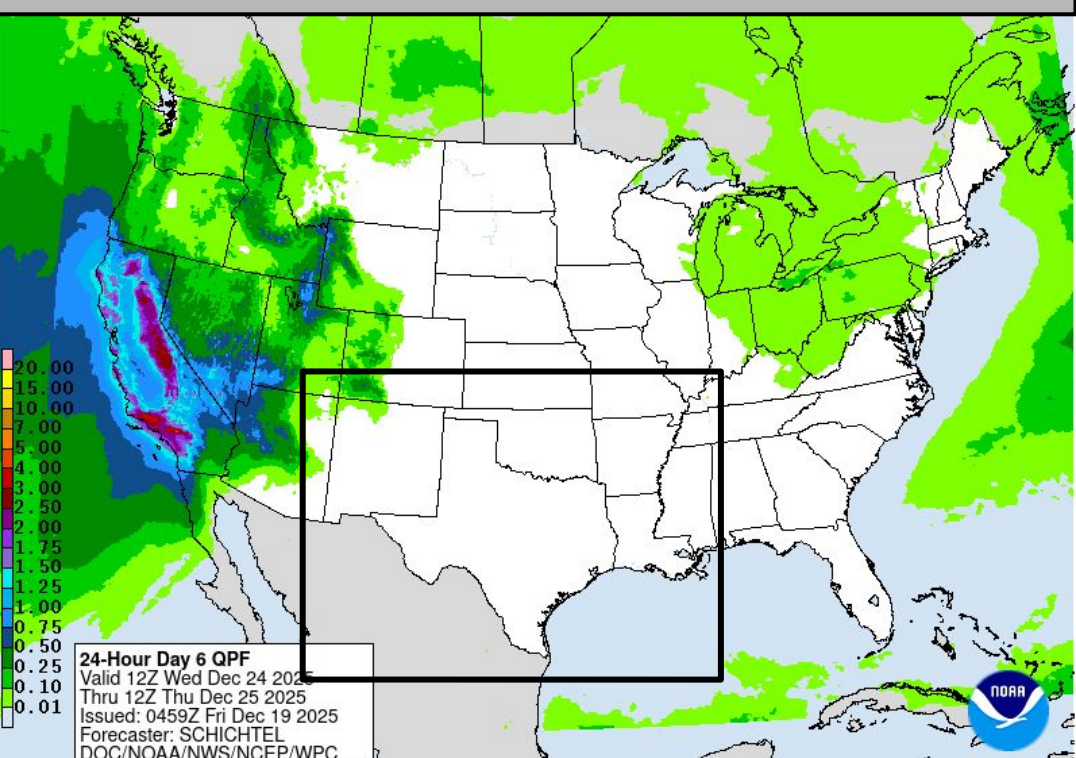 20.00
15.00
10.00
7.00
5.00
4.00
3.00
2.50
2.00
1.75
1.50
1.25
1.00
0.75
0.50
0.25
0.10
0.01
24-Hour Day 6 QPF
Valid 12Z Wed Dec 24 2025
Thru 12Z Thu Dec 25 2025
Issued: 0459Z Fri Dec 19 2025
Forecaster: SCHICHTEL
DOC/NOAA/NWS/NCEP/WPC
NOAA